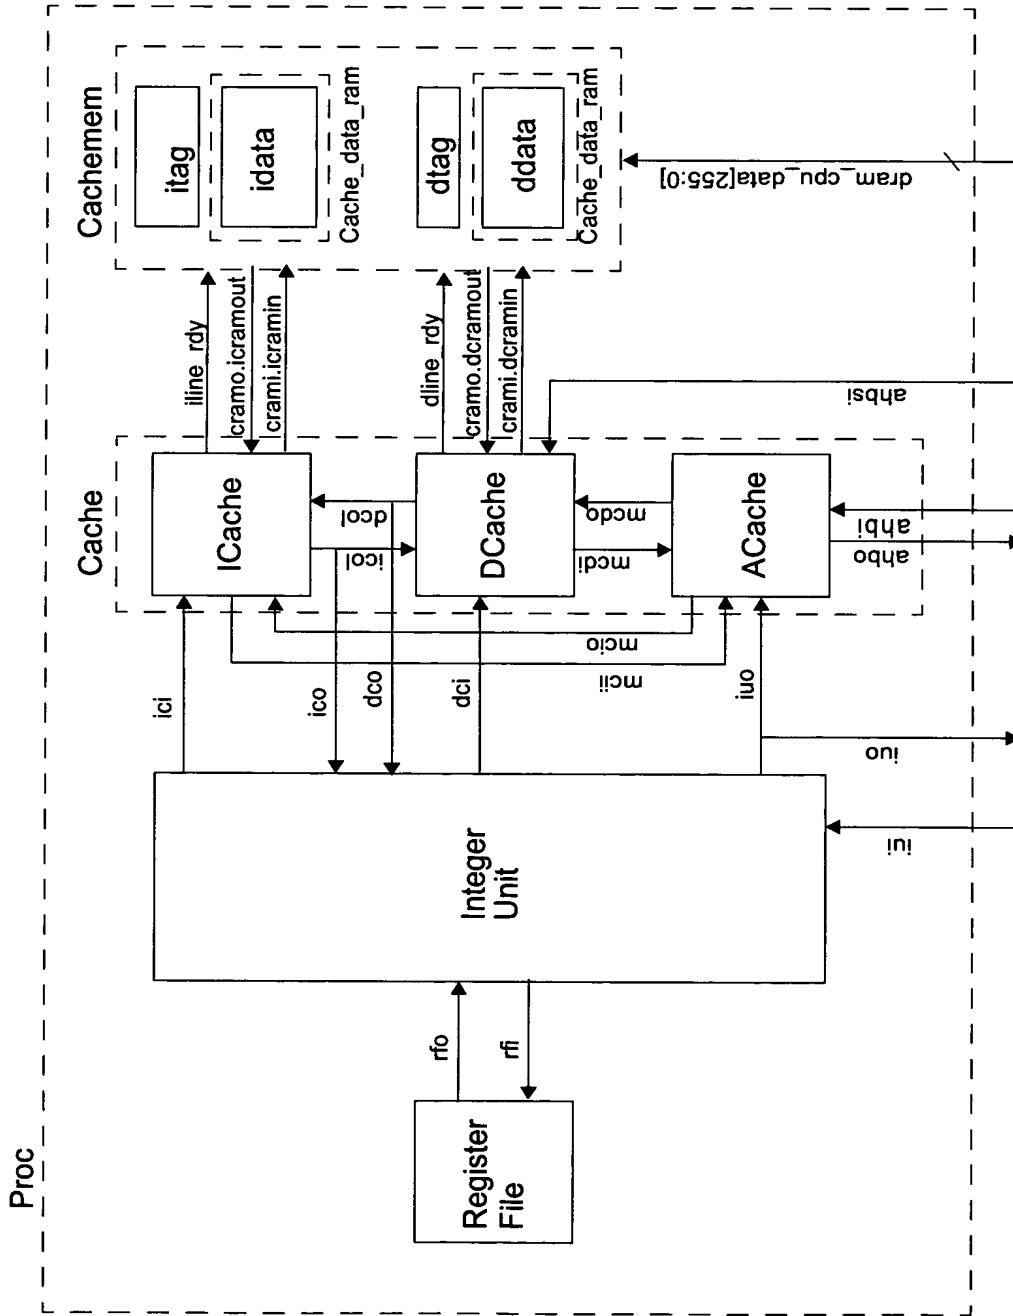 Proc
Register
File
rfo
rfi
Integer
Unit
iui
iuo
ici
ico
dco
dci
iuo
mcii
mcio
Cache
ICache
icol
dcol
DCache
mcdi
mcdo
ACache
ahbo
ahbi
ahbsi
iline_rdy
cramo.icramout
crami.icramin
dline_rdy
cramo.dcramout
crami.dcramin
Cachemem
itag
idata
Cache_data_ram
dtag
ddata
Cache_data_ram
dram_cpu_data[255:0]